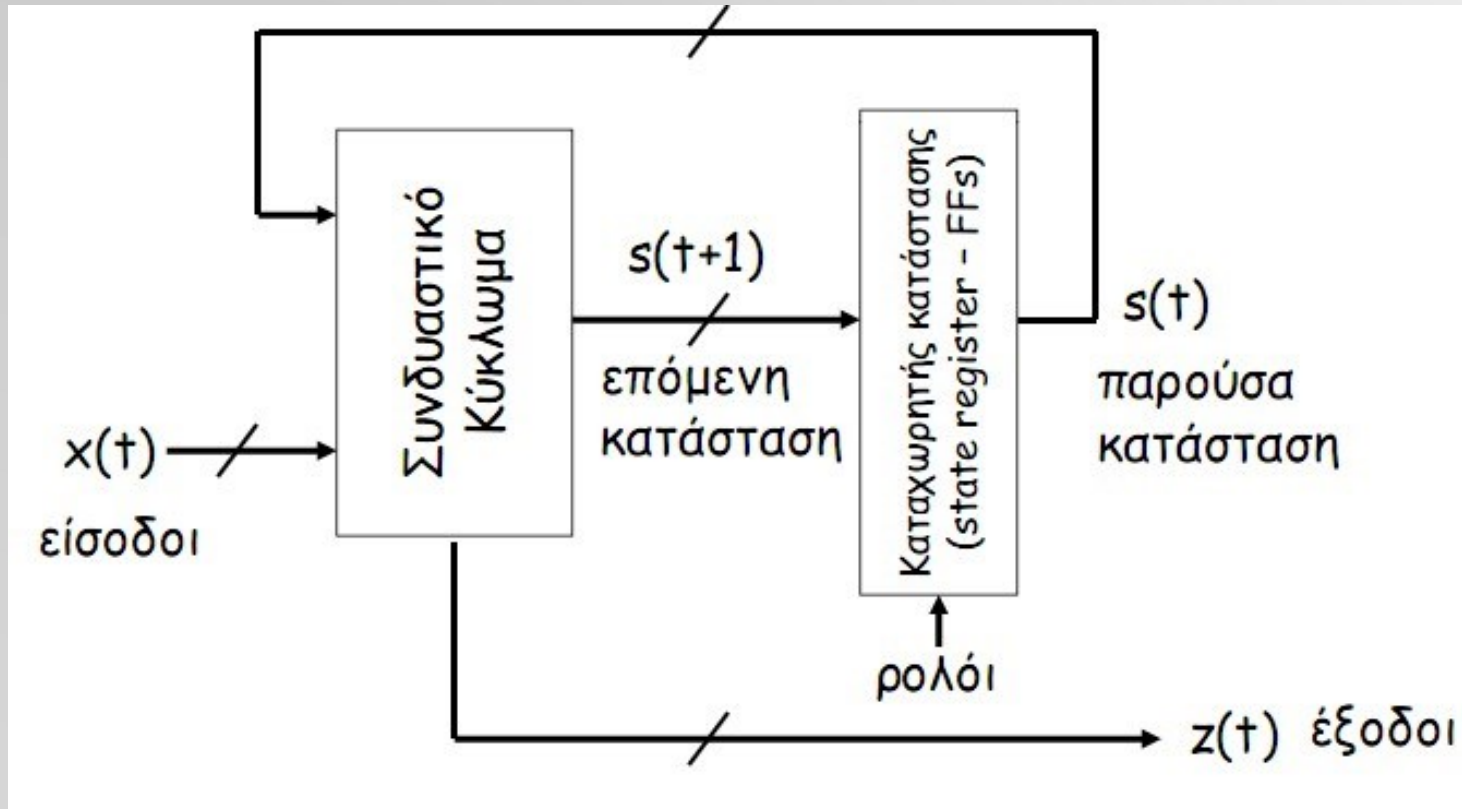 Συνδυαστικό
Κύκλωμα
s(t+1)
επόμενη
κατάσταση
Καταχωρητής κατάστασης
(state register – FFs)
s(t)
παρούσα
κατάσταση
x(t)
είσοδοι
ρολόι
z(t) έξοδοι